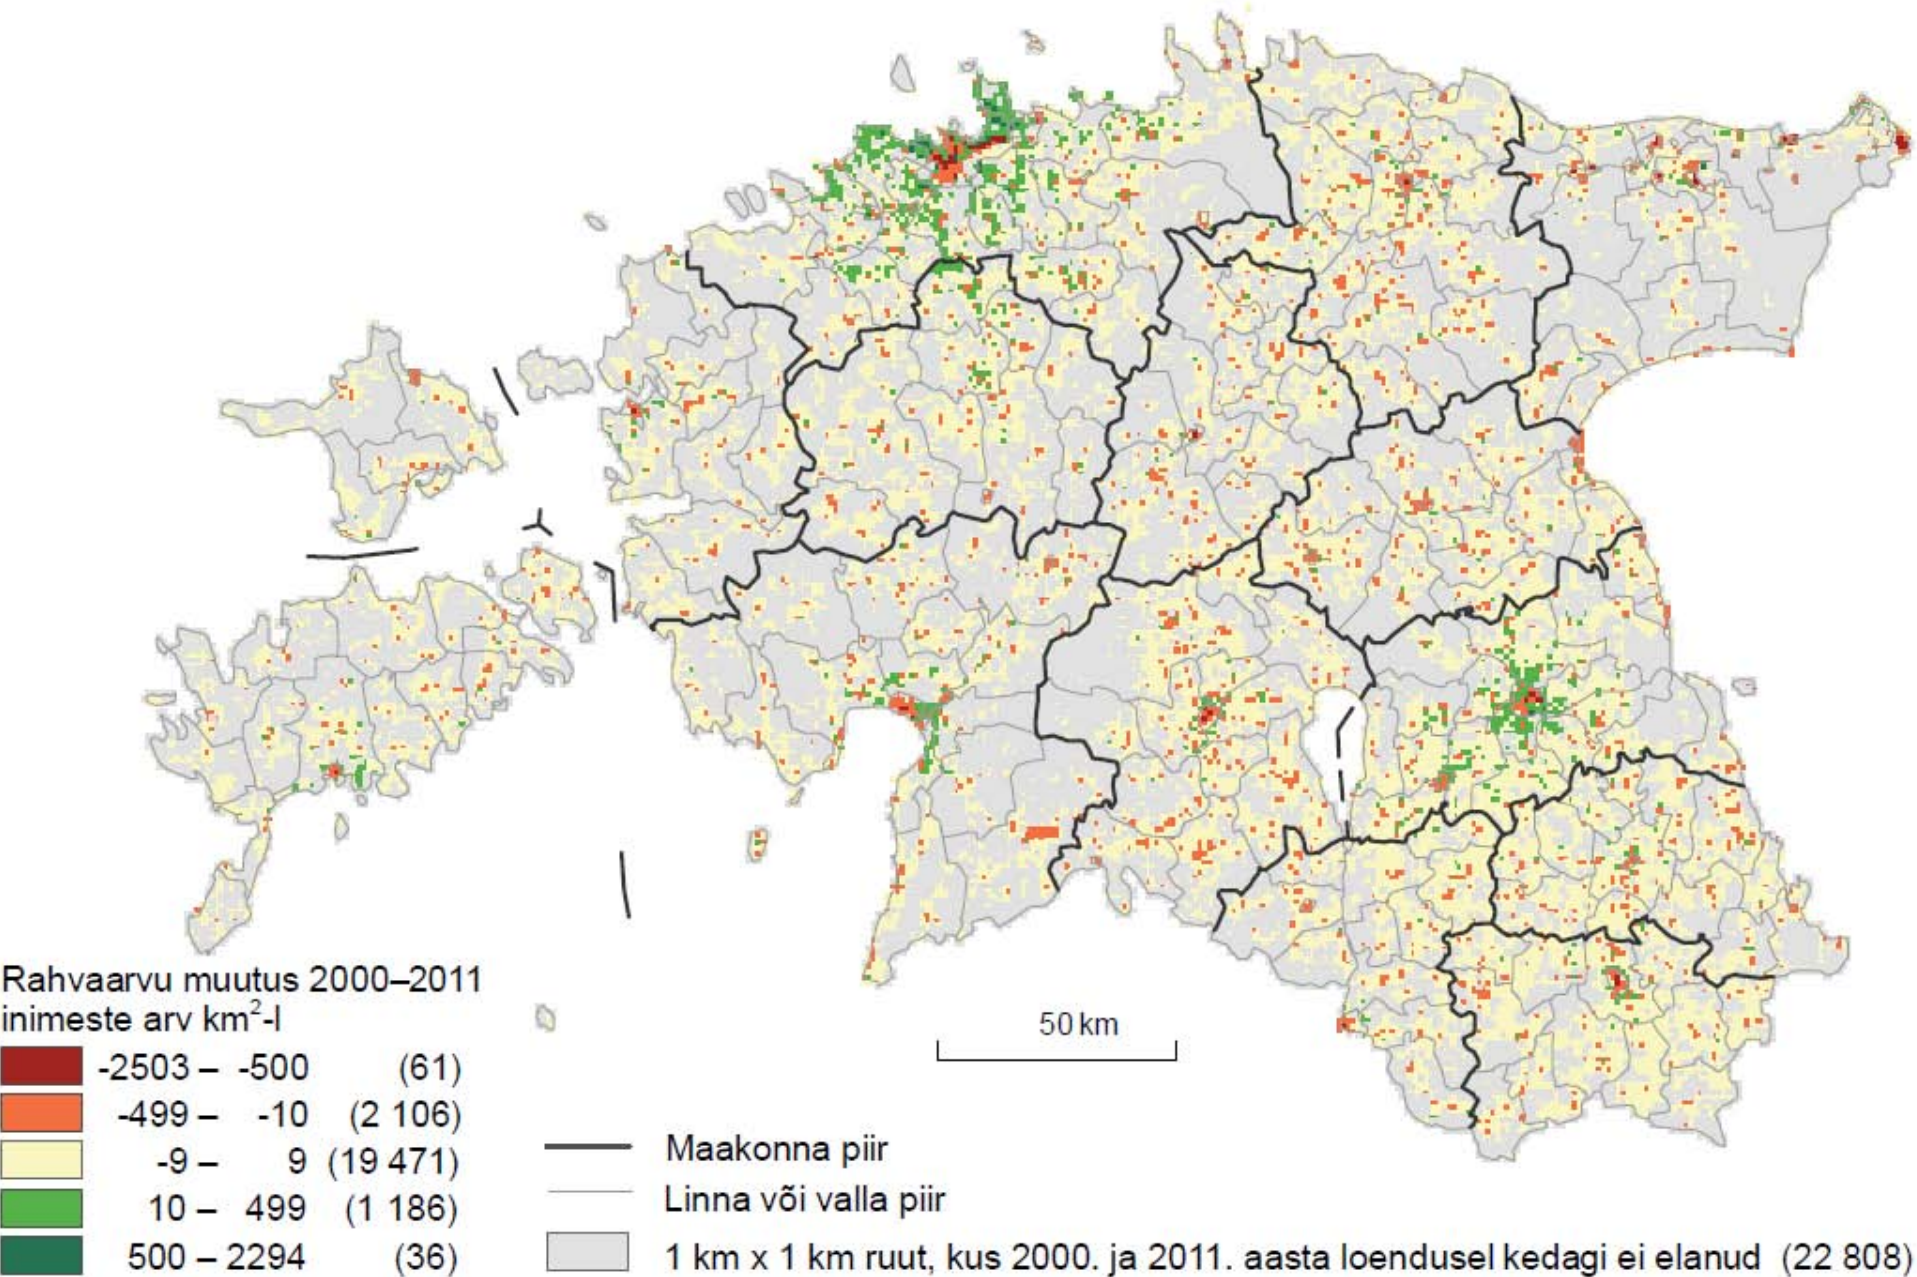 Rahvaarvu muutus 2000–2011
inimeste arv km²-l
-2503 – -500 (61)
-499 – -10 (2 106)
-9 – 9 (19 471)
10 – 499 (1 186)
500 – 2294 (36)
50 km
Maakonna piir
Linna või valla piir
1 km x 1 km ruut, kus 2000. ja 2011. aasta loendusel kedagi ei elanud (22 808)